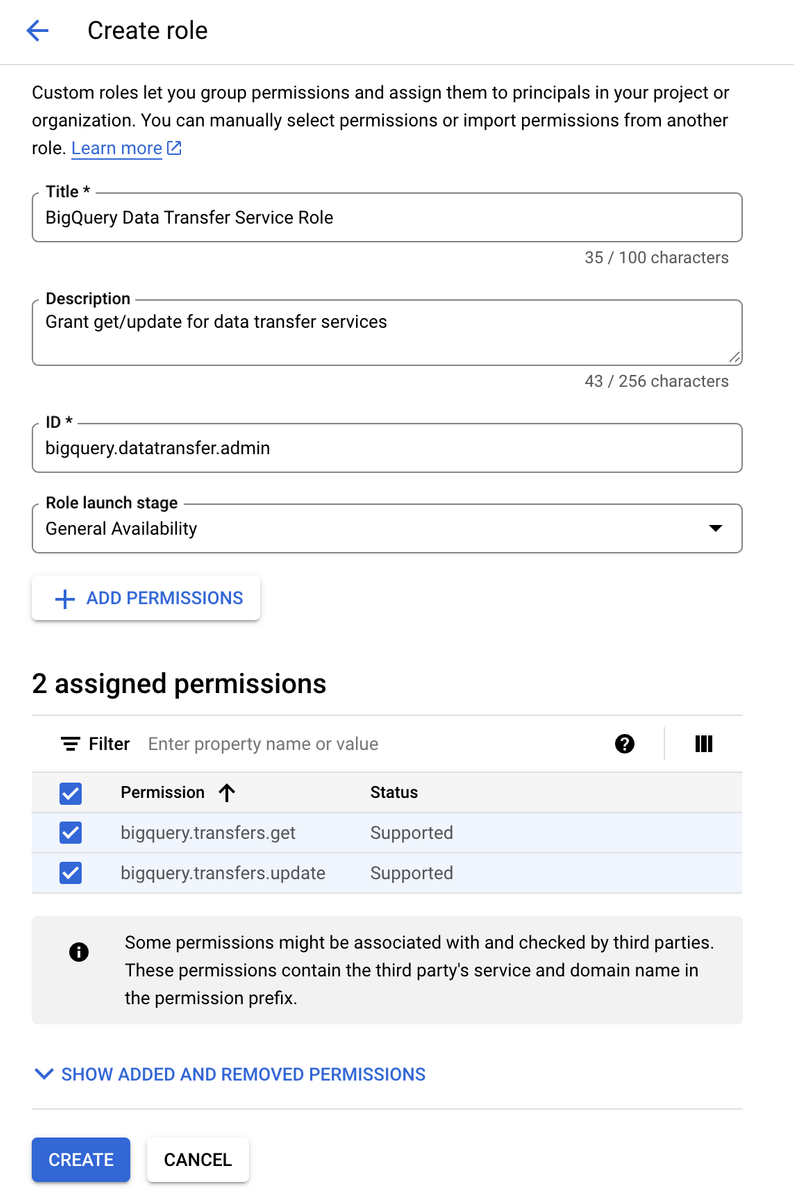 Create role
Custom roles let you group permissions and assign them to principals in your project or
organization. You can manually select permissions or import permissions from another
role. Learn more
Title *
BigQuery Data Transfer Service Role
35 / 100 characters
Description
Grant get/update for data transfer services
43 / 256 characters
ID *
bigquery.datatransfer.admin
Role launch stage
General Availability
ADD PERMISSIONS
2 assigned permissions
Filter Enter property name or value
Permission Status
bigquery.transfers.get Supported
bigquery.transfers.update Supported
Some permissions might be associated with and checked by third parties.
These permissions contain the third party's service and domain name in
the permission prefix.
SHOW ADDED AND REMOVED PERMISSIONS
CREATE CANCEL